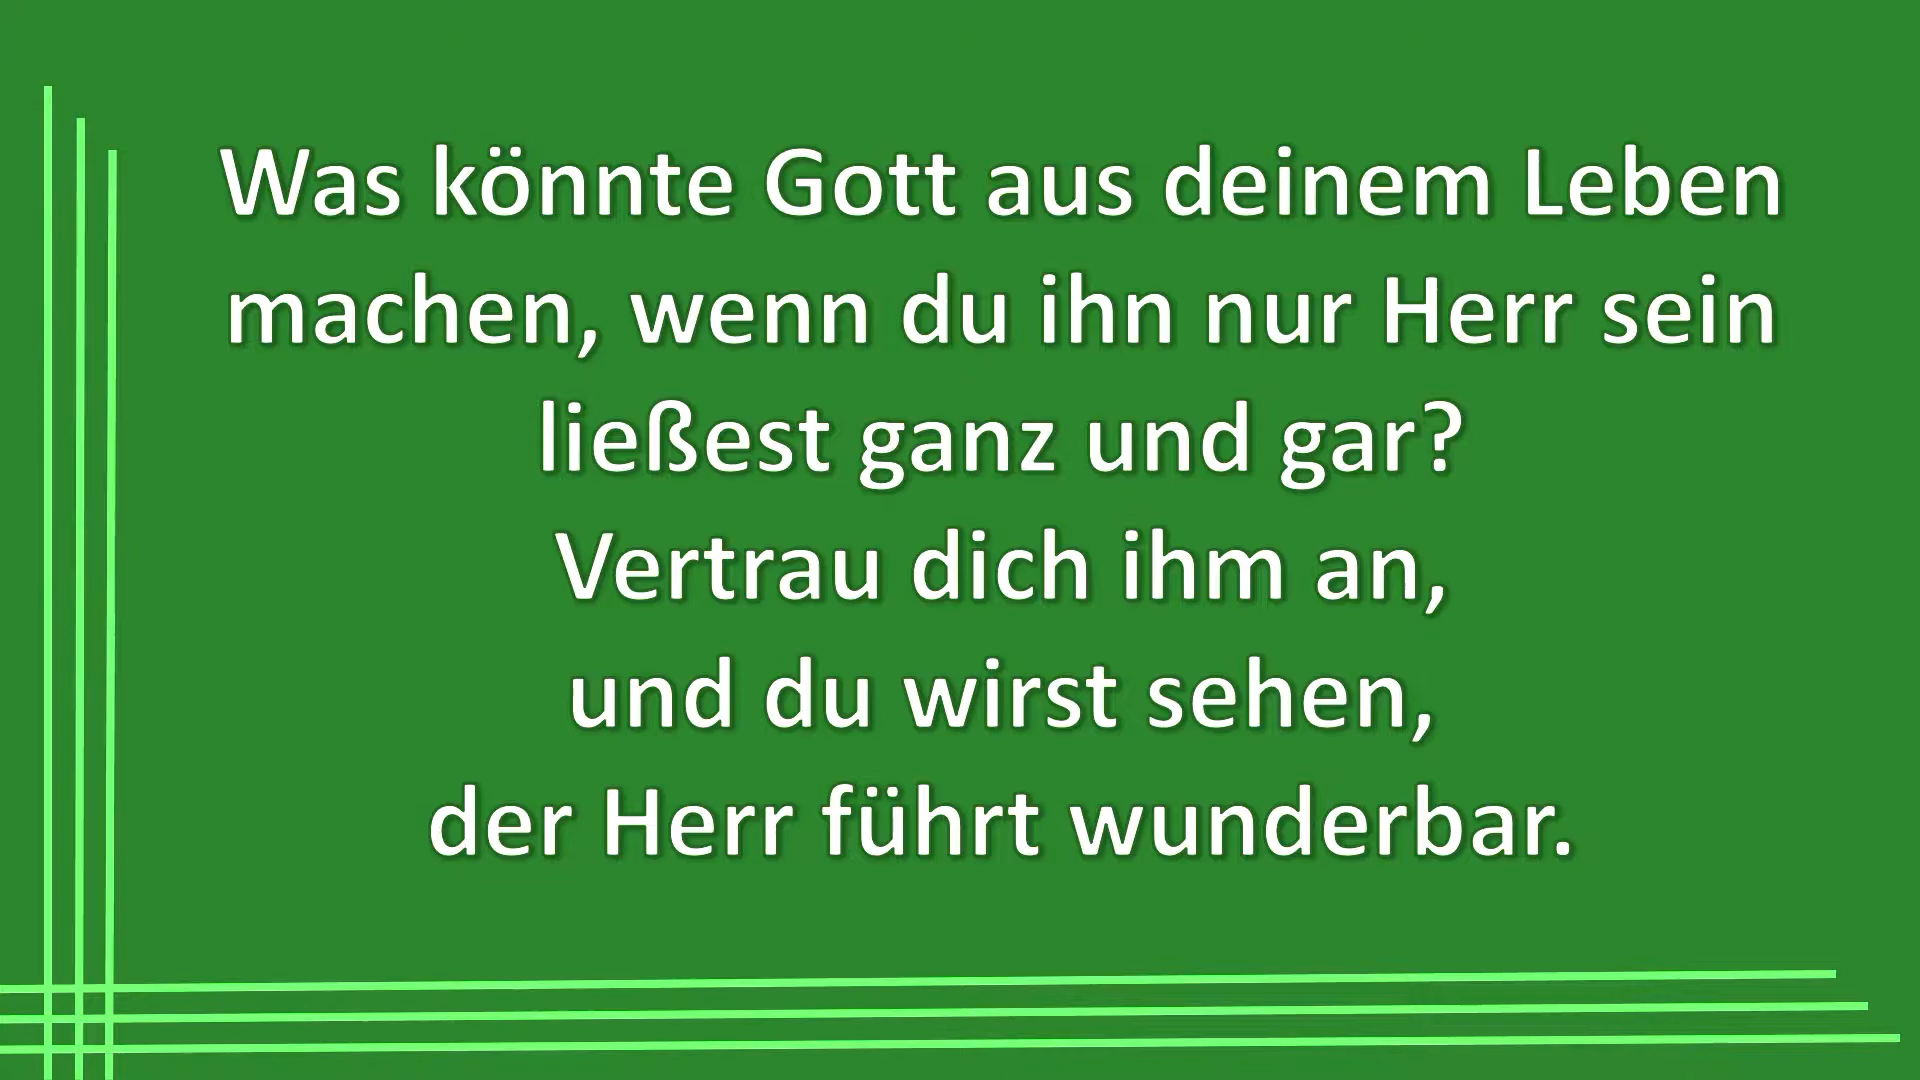 Was könnte Gott aus deinem Leben
machen, wenn du ihn nur Herr sein
ließest ganz und gar?
Vertrau dich ihm an,
und du wirst sehen,
der Herr führt wunderbar.